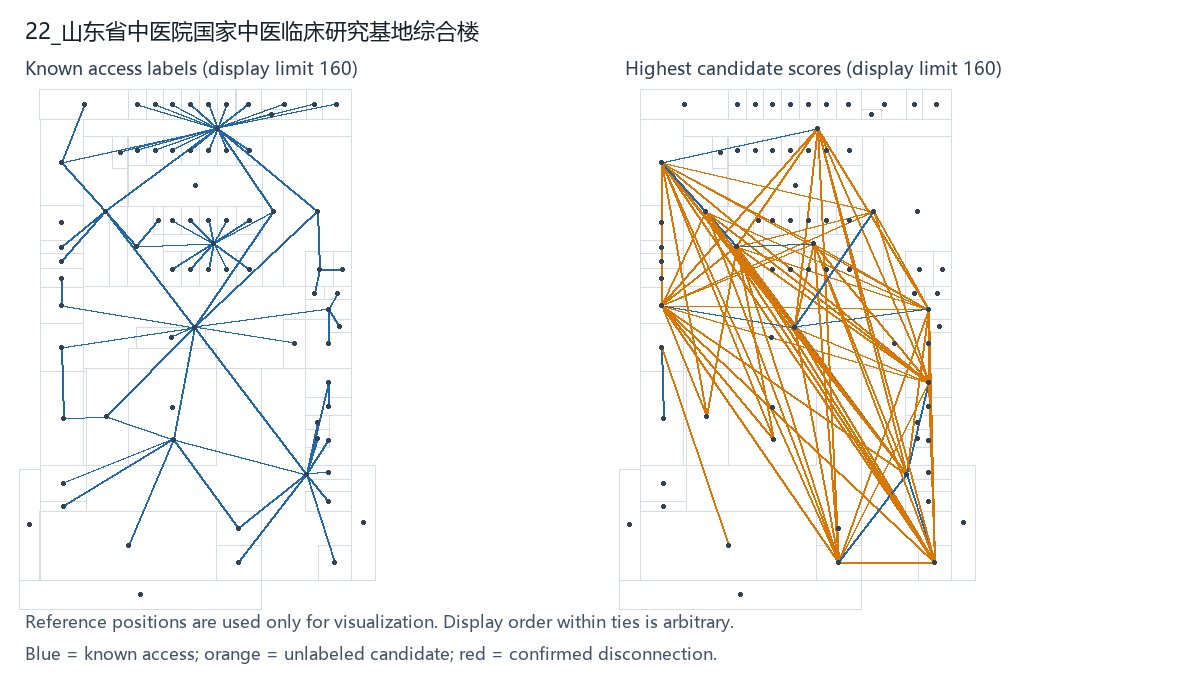 22_山东省中医院国家中医临床研究基地综合楼
Known access labels (display limit 160)
Highest candidate scores (display limit 160)
Reference positions are used only for visualization. Display order within ties is arbitrary.
Blue = known access; orange = unlabeled candidate; red = confirmed disconnection.